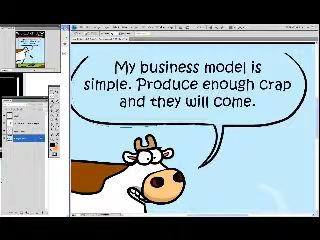 My business model is
simple. Produce enough crap
and they will come.